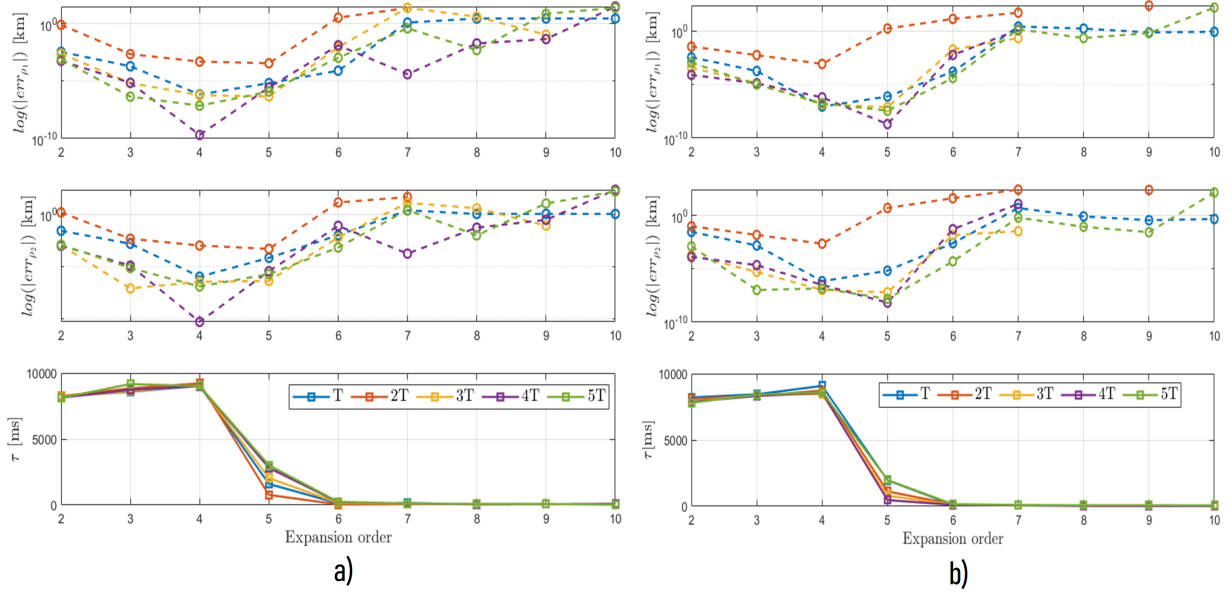 10^0
10^-10
log(|err_ρ1|) [km]
2 3 4 5 6 7 8 9 10
10^0
log(|err_ρ2|) [km]
2 3 4 5 6 7 8 9 10
10000
5000
0
τ [ms]
T 2T 3T 4T 5T
2 3 4 5 6 7 8 9 10
Expansion order
a)
10^0
10^-10
log(|err_ρ1|) [km]
2 3 4 5 6 7 8 9 10
10^0
10^-10
log(|err_ρ2|) [km]
2 3 4 5 6 7 8 9 10
10000
5000
0
τ [ms]
T 2T 3T 4T 5T
2 3 4 5 6 7 8 9 10
Expansion order
b)